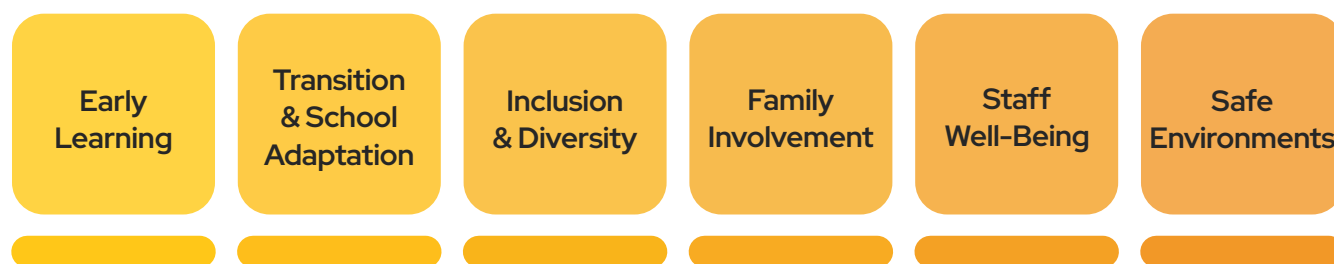 Early
Learning
Transition
& School
Adaptation
Inclusion
& Diversity
Family
Involvement
Staff
Well-Being
Safe
Environments